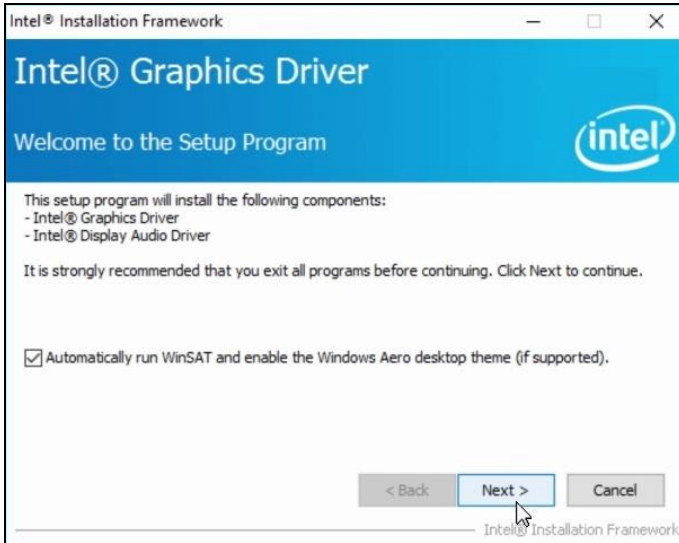 Intel® Installation Framework
Intel® Graphics Driver
Welcome to the Setup Program
intel
This setup program will install the following components:
- Intel® Graphics Driver
- Intel® Display Audio Driver
It is strongly recommended that you exit all programs before continuing. Click Next to continue.
Automatically run WinSAT and enable the Windows Aero desktop theme (if supported).
< Back Next > Cancel
Intel® Installation Framework